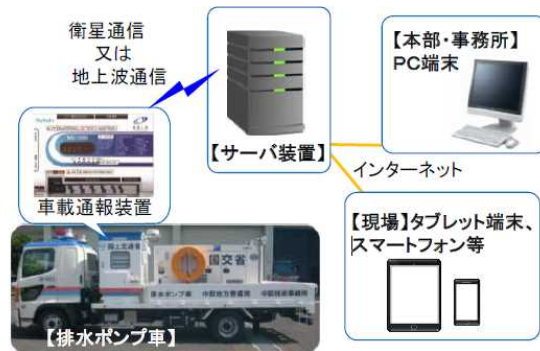 衛星通信
又は
地上波通信
【サーバ装置】
【本部・事務所】
PC端末
インターネット
車載通報装置
【現場】タブレット端末、
スマートフォン等
国土交通省
国交省
排水ポンプ車 中部地方整備局 中部技術事務所
【排水ポンプ車】